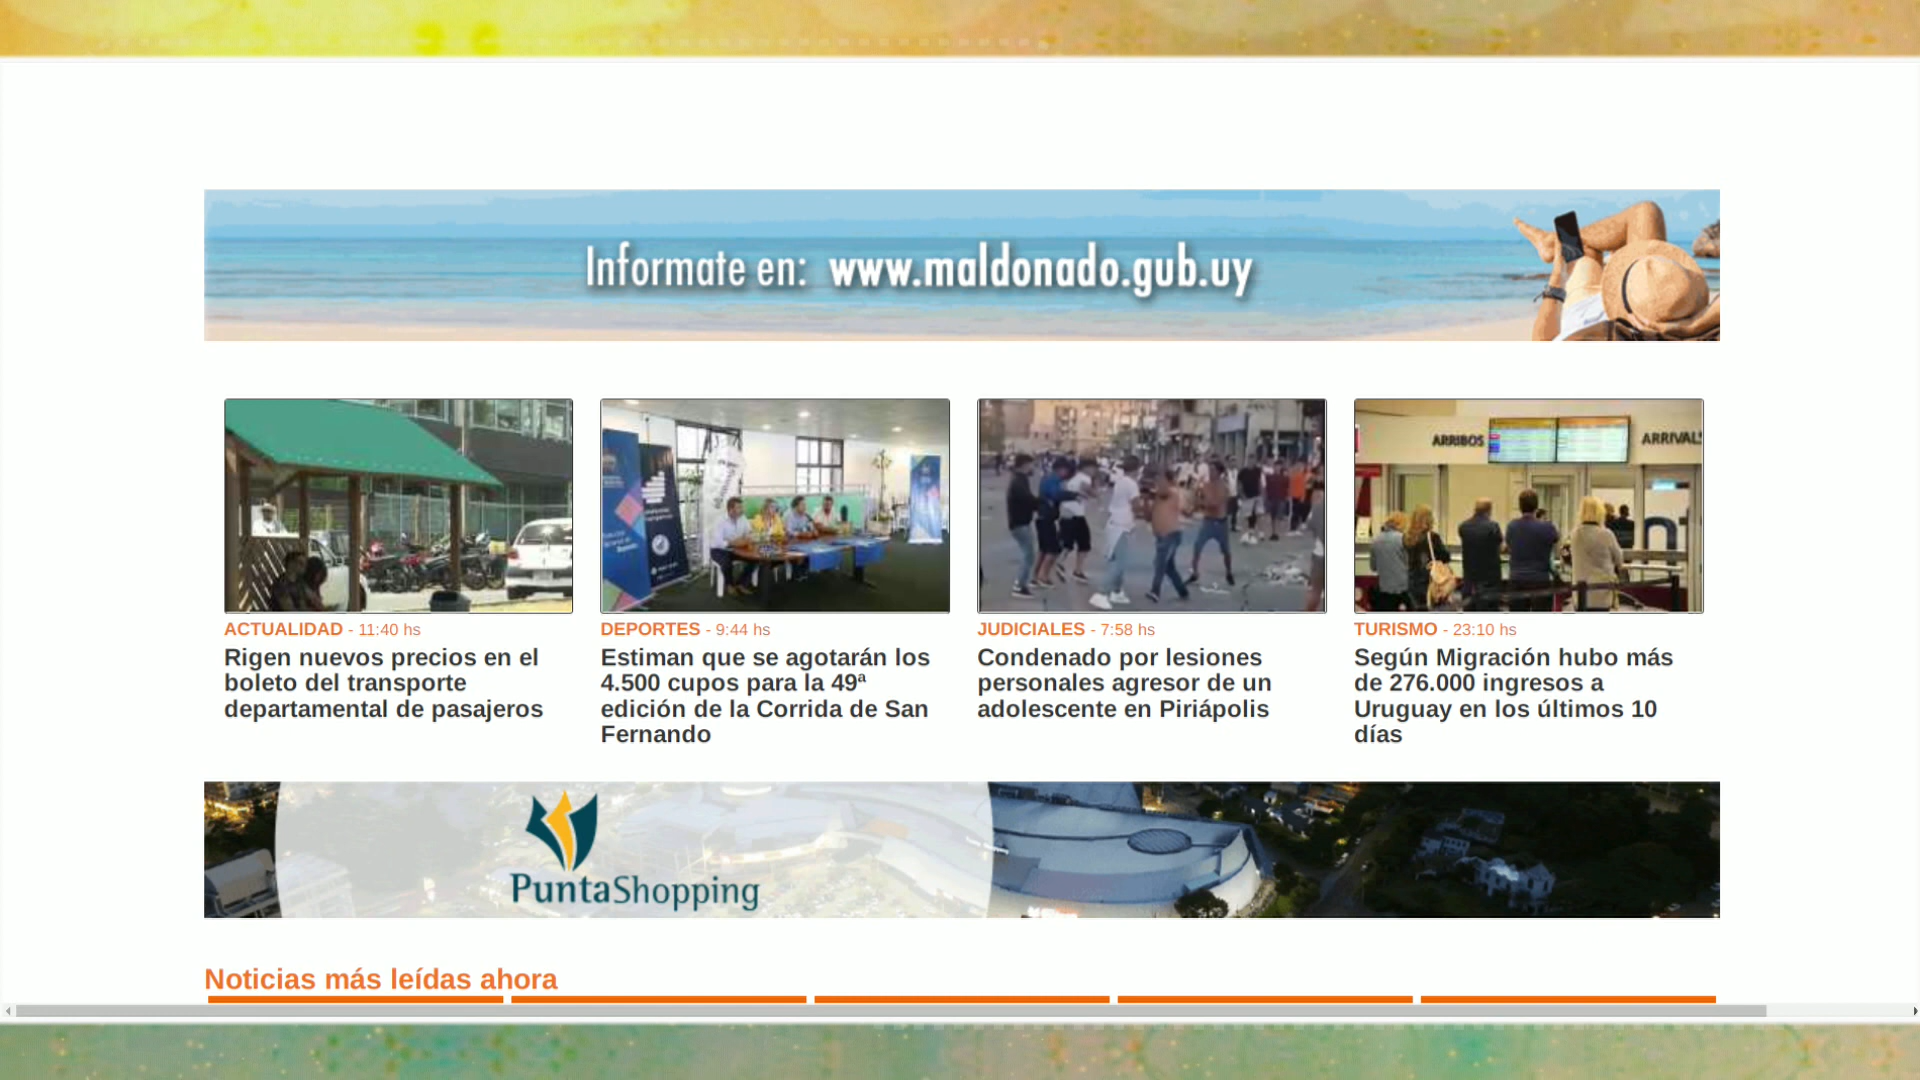 Informate en: www.maldonado.gub.uy
ARRIBOS
ARRIVALS
ACTUALIDAD - 11:40 hs
Rigen nuevos precios en el
boleto del transporte
departamental de pasajeros
DEPORTES - 9:44 hs
Estiman que se agotarán los
4.500 cupos para la 49ª
edición de la Corrida de San
Fernando
JUDICIALES - 7:58 hs
Condenado por lesiones
personales agresor de un
adolescente en Piriápolis
TURISMO - 23:10 hs
Según Migración hubo más
de 276.000 ingresos a
Uruguay en los últimos 10
días
PuntaShopping
Noticias más leídas ahora